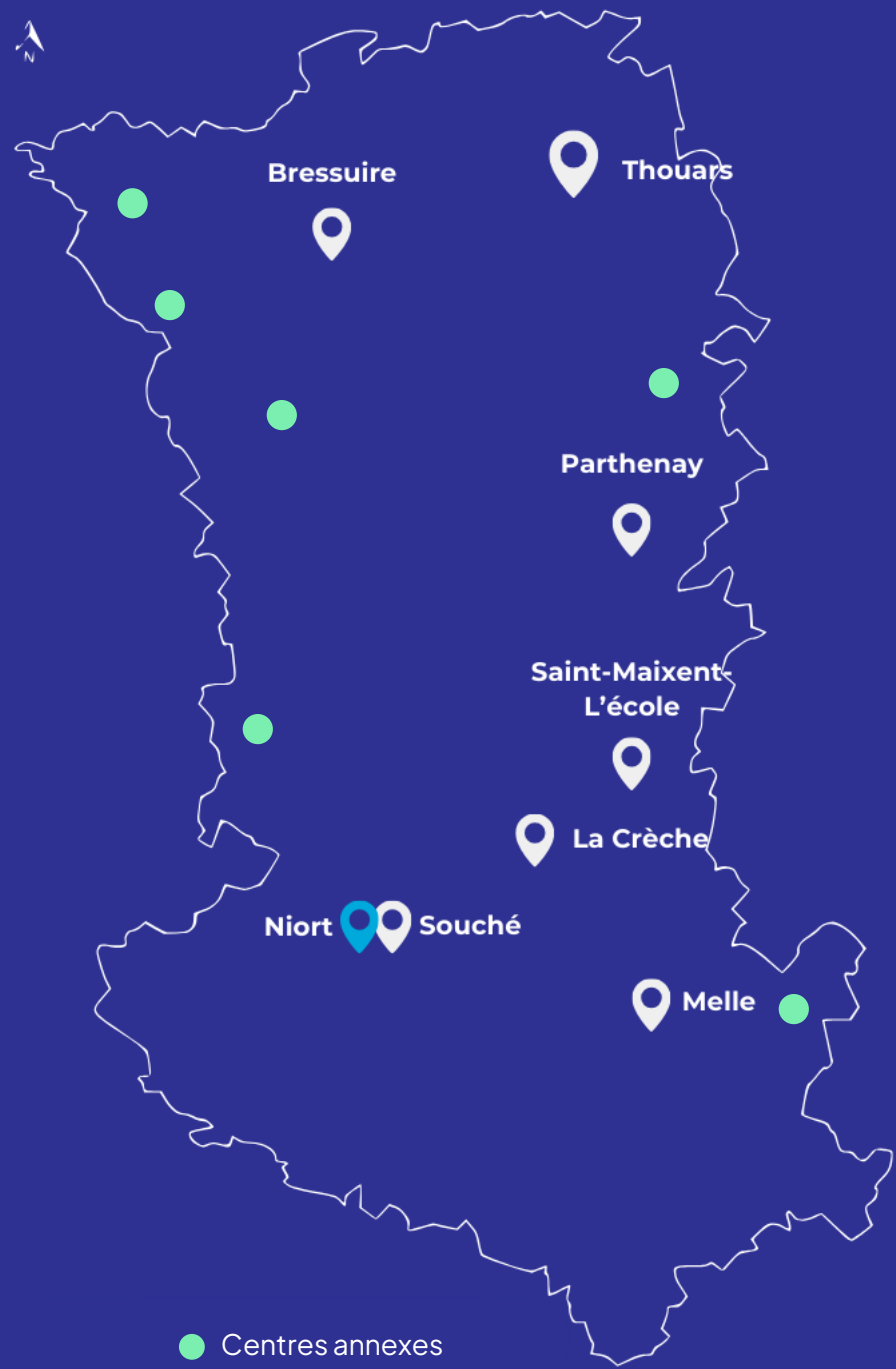 N
Bressuire
Thouars
Parthenay
Saint-Maixent-
L’école
La Crèche
Niort
Souché
Melle
Centres annexes